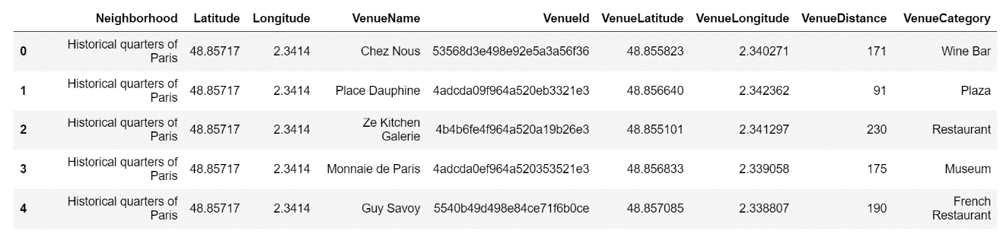 Neighborhood Latitude Longitude VenueName VenueId VenueLatitude VenueLongitude VenueDistance VenueCategory
0 Historical quarters of Paris 48.85717 2.3414 Chez Nous 53568d3e498e92e5a3a56f36 48.855823 2.340271 171 Wine Bar
1 Historical quarters of Paris 48.85717 2.3414 Place Dauphine 4adcda09f964a520eb3321e3 48.856640 2.342362 91 Plaza
2 Historical quarters of Paris 48.85717 2.3414 Ze Kitchen Galerie 4b4b6fe4f964a520a19b26e3 48.855101 2.341297 230 Restaurant
3 Historical quarters of Paris 48.85717 2.3414 Monnaie de Paris 4adcda0ef964a520353521e3 48.856833 2.339058 175 Museum
4 Historical quarters of Paris 48.85717 2.3414 Guy Savoy 5540b49d498e84ce71f6b0ce 48.857085 2.338807 190 French Restaurant